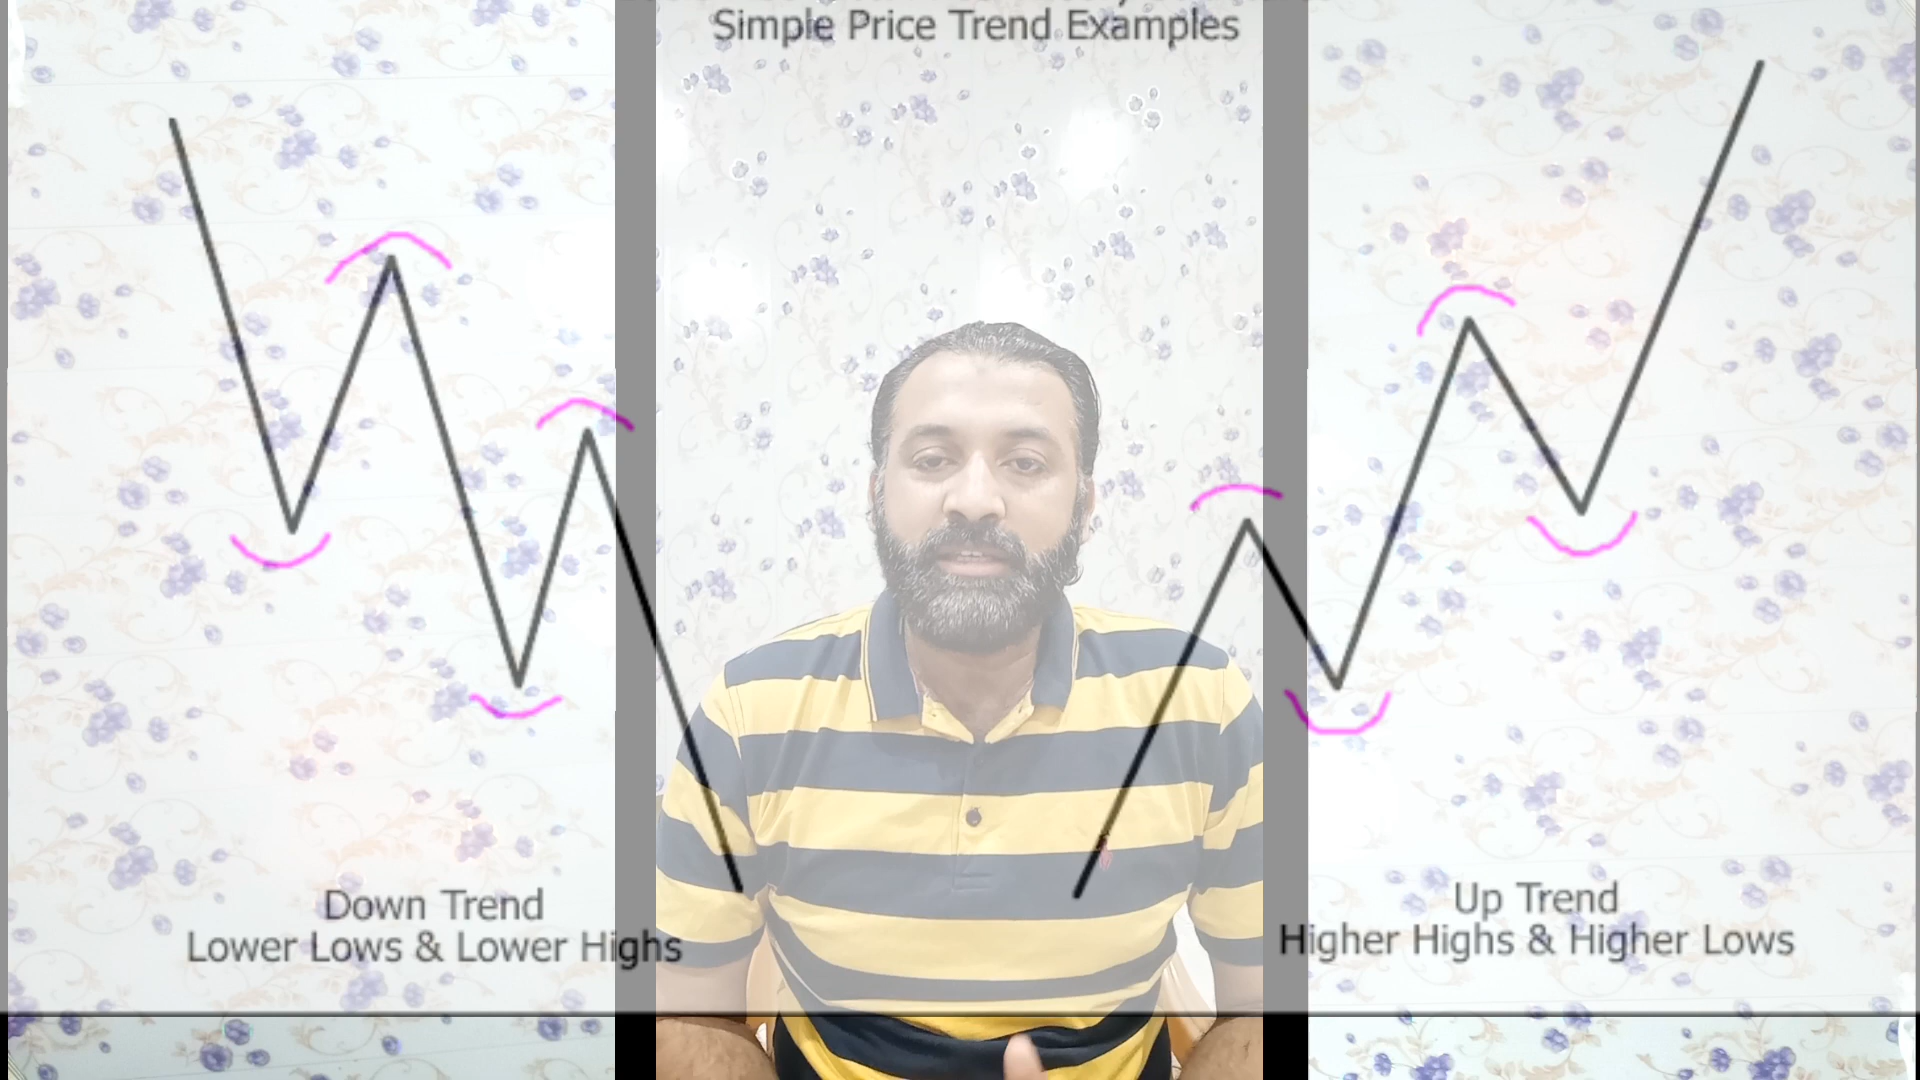 Simple Price Trend Examples
Down Trend
Lower Lows & Lower Highs
Up Trend
Higher Highs & Higher Lows